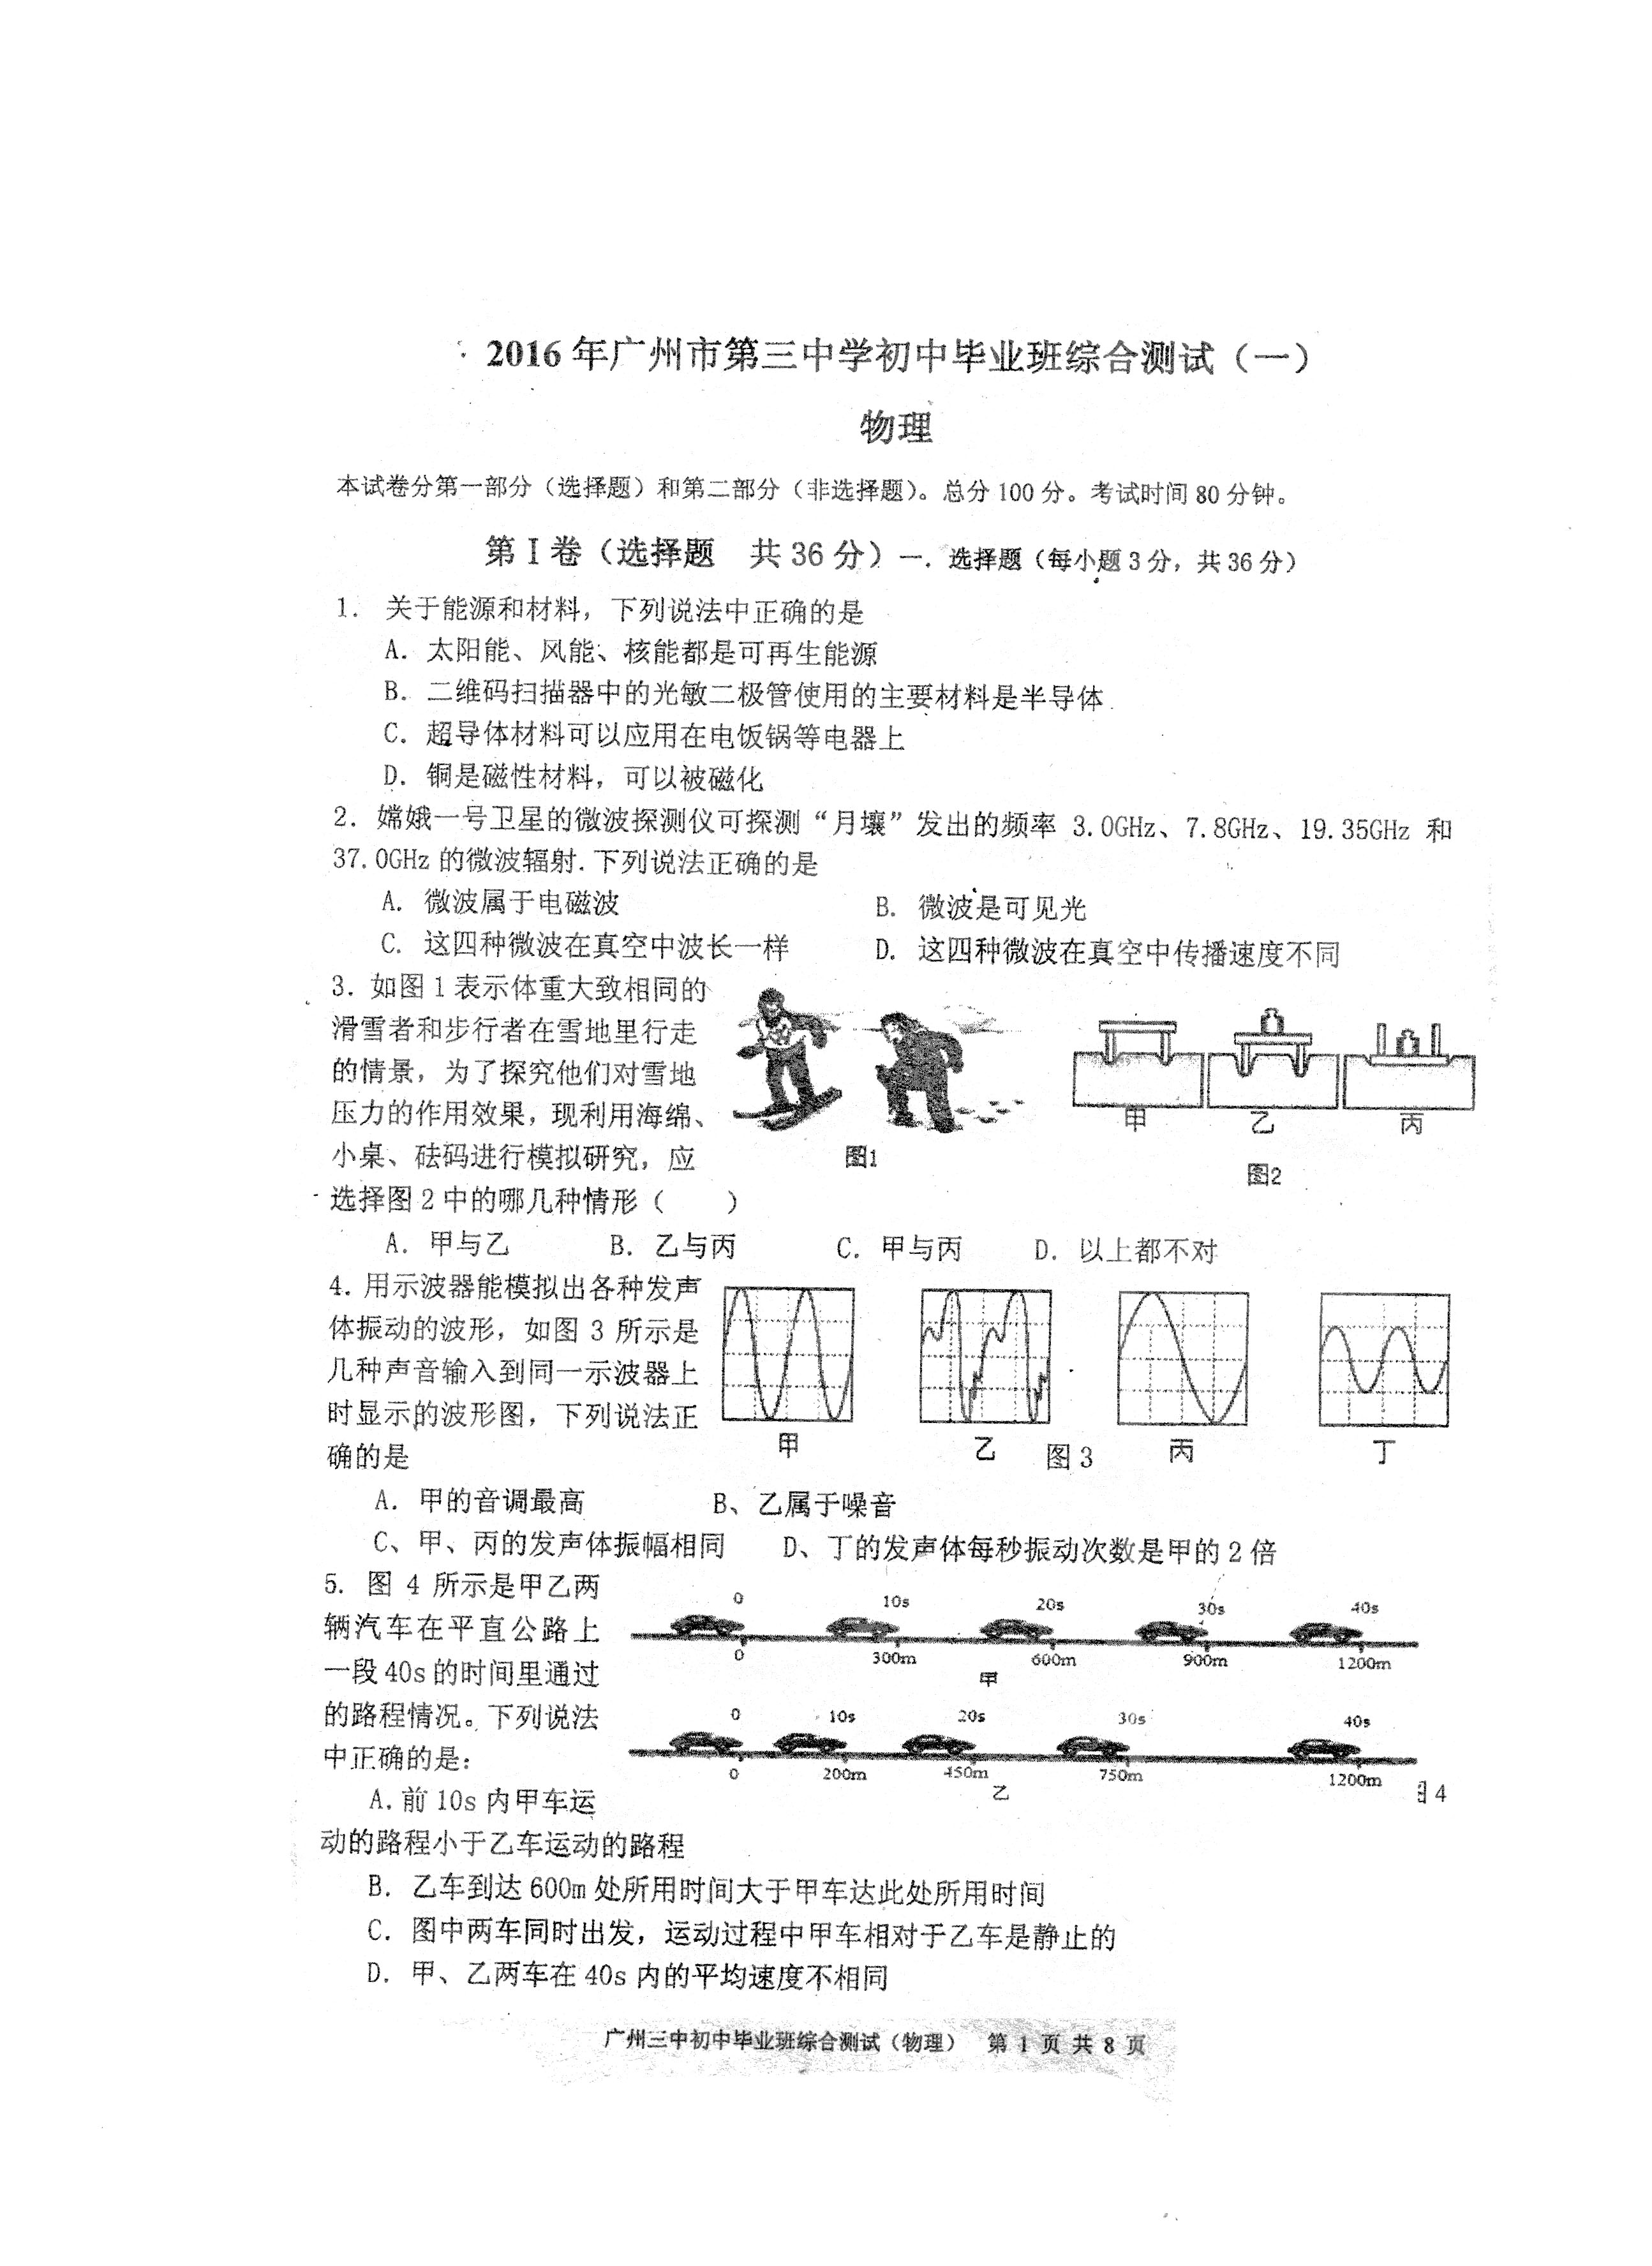 2016年广州市第三中学初中毕业班综合测试（一）
物理
本试卷分第一部分（选择题）和第二部分（非选择题）。总分100分。考试时间80分钟。
第Ⅰ卷（选择题 共36分）一．选择题（每小题3分，共36分）
1. 关于能源和材料，下列说法中正确的是
A. 太阳能、风能、核能都是可再生能源
B. 二维码扫描器中的光敏二极管使用的主要材料是半导体
C. 超导体材料可以应用在电饭锅等电器上
D. 铜是磁性材料，可以被磁化
2. 嫦娥一号卫星的微波探测仪可探测“月壤”发出的频率 3.0GHz、7.8GHz、19.35GHz 和
37.0GHz 的微波辐射.下列说法正确的是
A. 微波属于电磁波 B. 微波是可见光
C. 这四种微波在真空中波长一样 D. 这四种微波在真空中传播速度不同
3. 如图1表示体重大致相同的
滑雪者和步行者在雪地里行走
的情景，为了探究他们对雪地
压力的作用效果，现利用海绵、
小桌、砝码进行模拟研究，应
选择图2中的哪几种情形（ ）
甲 乙 丙
图1 图2
A. 甲与乙 B. 乙与丙 C. 甲与丙 D. 以上都不对
4. 用示波器能模拟出各种发声
体振动的波形，如图 3 所示是
几种声音输入到同一示波器上
时显示的波形图，下列说法正
确的是
甲 乙 图3 丙 丁
A. 甲的音调最高 B、乙属于噪音
C、甲、丙的发声体振幅相同 D、丁的发声体每秒振动次数是甲的2倍
5. 图 4 所示是甲乙两
辆汽车在平直公路上
一段40s的时间里通过
的路程情况。下列说法
中正确的是：
0 10s 20s 30s 40s
0 300m 600m 900m 1200m
甲
0 10s 20s 30s 40s
0 200m 450m 750m 1200m
乙
4
A.前10s内甲车运
动的路程小于乙车运动的路程
B. 乙车到达600m处所用时间大于甲车达此处所用时间
C. 图中两车同时出发，运动过程中甲车相对于乙车是静止的
D. 甲、乙两车在40s内的平均速度不相同
广州三中初中毕业班综合测试（物理） 第 1 页 共 8 页